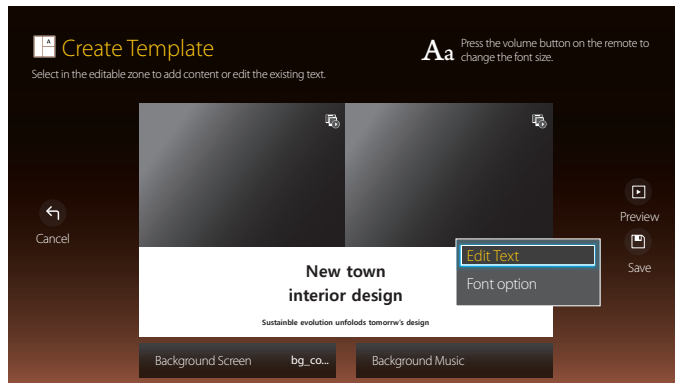 Create Template
Select in the editable zone to add content or edit the existing text.
Aa
Press the volume button on the remote to
change the font size.
Cancel
New town
interior design
Sustainble evolution unfolods tomorrw's design
Edit Text
Font option
Preview
Save
Background Screen bg_co...
Background Music